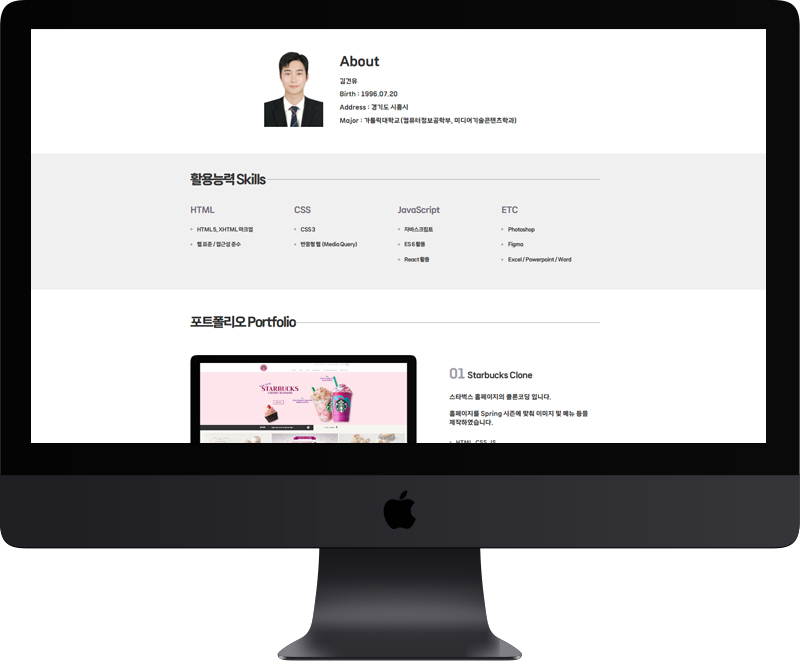 About
김건유
Birth : 1996.07.20
Address : 경기도 시흥시
Major : 가톨릭대학교(컴퓨터정보공학부, 미디어기술콘텐츠학과)
활용능력 Skills
HTML
HTML 5, XHTML 마크업
웹 표준 / 접근성 준수
CSS
CSS 3
반응형 웹 (Media Query)
JavaScript
자바스크립트
ES 6 활용
React 활용
ETC
Photoshop
Figma
Excel / Powerpoint / Word
포트폴리오 Portfolio
STARBUCKS
01 Starbucks Clone
스타벅스 홈페이지의 클론코딩 입니다.
홈페이지를 Spring 시즌에 맞춰 이미지 및 메뉴 등을
제작하였습니다.
HTML, CSS, JS